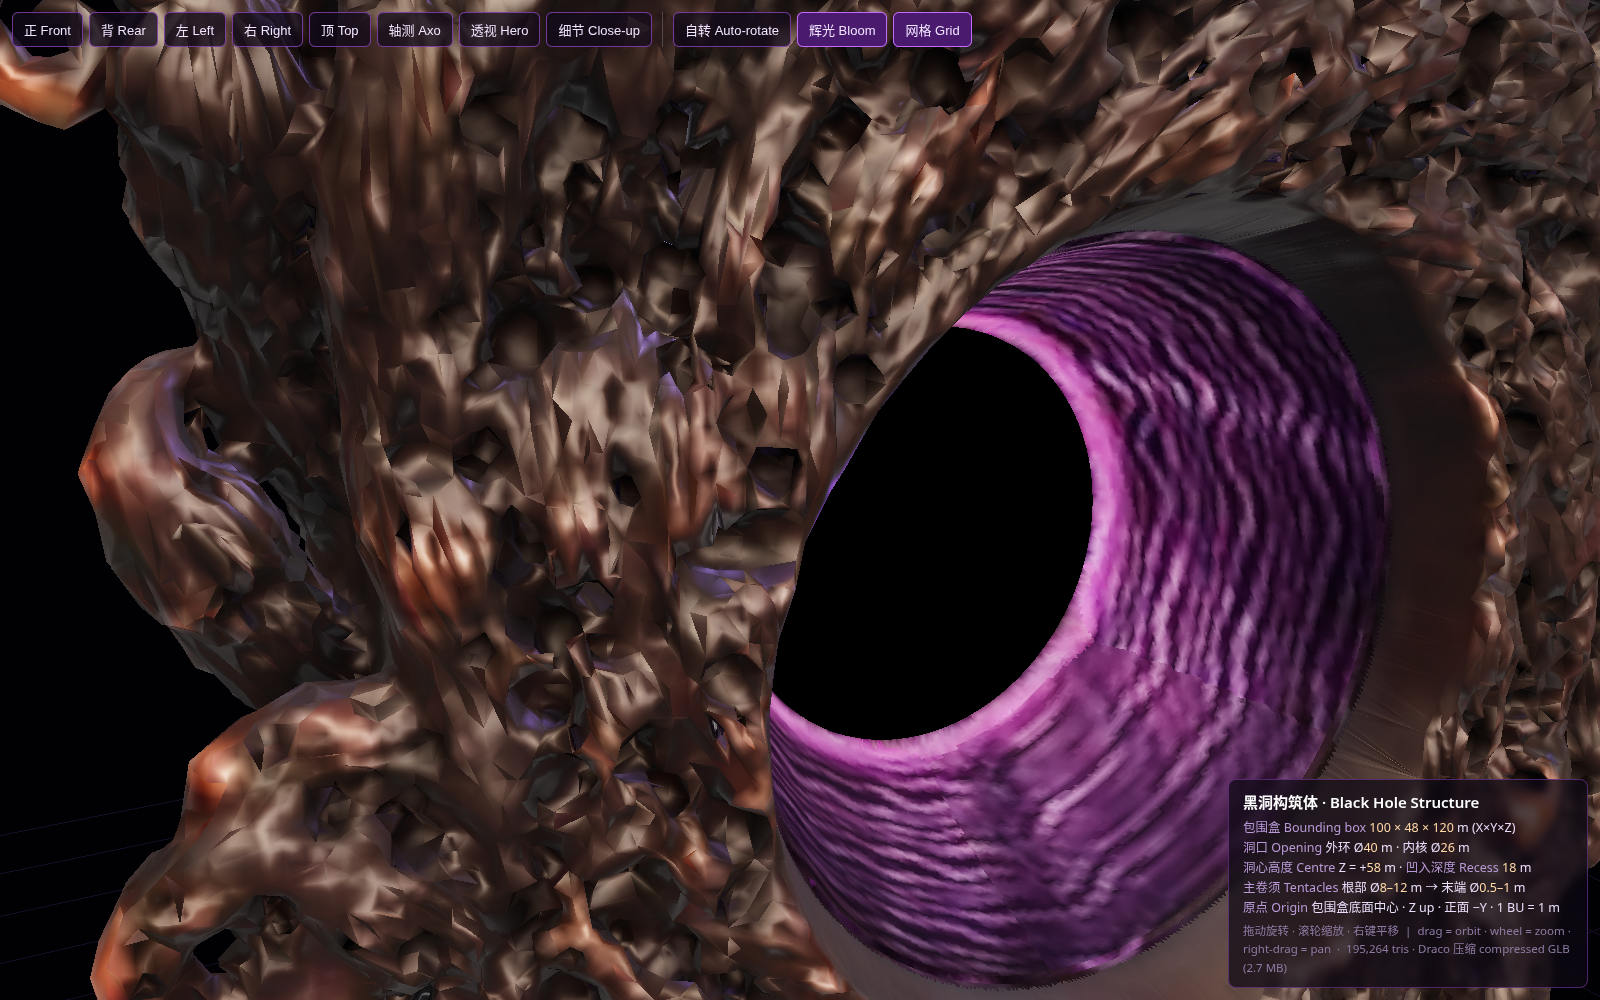 正 Front 背 Rear 左 Left 右 Right 顶 Top 轴测 Axo 透视 Hero 细节 Close-up 自转 Auto-rotate 辉光 Bloom 网格 Grid
黑洞构筑体 · Black Hole Structure
包围盒 Bounding box 100 × 48 × 120 m (X×Y×Z)
洞口 Opening 外环 Ø40 m · 内核 Ø26 m
洞心高度 Centre Z = +58 m · 凹入深度 Recess 18 m
主卷须 Tentacles 根部 Ø8–12 m → 末端 Ø0.5–1 m
原点 Origin 包围盒底面中心 · Z up · 正面 −Y · 1 BU = 1 m
拖动旋转 · 滚轮缩放 · 右键平移 | drag = orbit · wheel = zoom ·
right-drag = pan · 195,264 tris · Draco 压缩 compressed GLB
(2.7 MB)